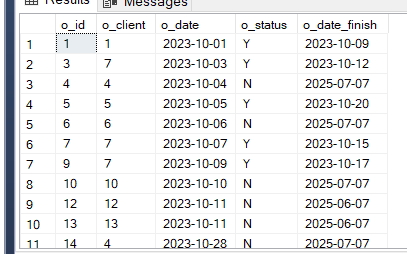 Results Messages
o_id o_client o_date o_status o_date_finish
1 1 1 2023-10-01 Y 2023-10-09
2 3 7 2023-10-03 Y 2023-10-12
3 4 4 2023-10-04 N 2025-07-07
4 5 5 2023-10-05 Y 2023-10-20
5 6 6 2023-10-06 N 2025-07-07
6 7 7 2023-10-07 Y 2023-10-15
7 9 7 2023-10-09 Y 2023-10-17
8 10 10 2023-10-10 N 2025-07-07
9 12 12 2023-10-11 N 2025-06-07
10 13 13 2023-10-11 N 2025-06-07
11 14 4 2023-10-28 N 2025-07-07